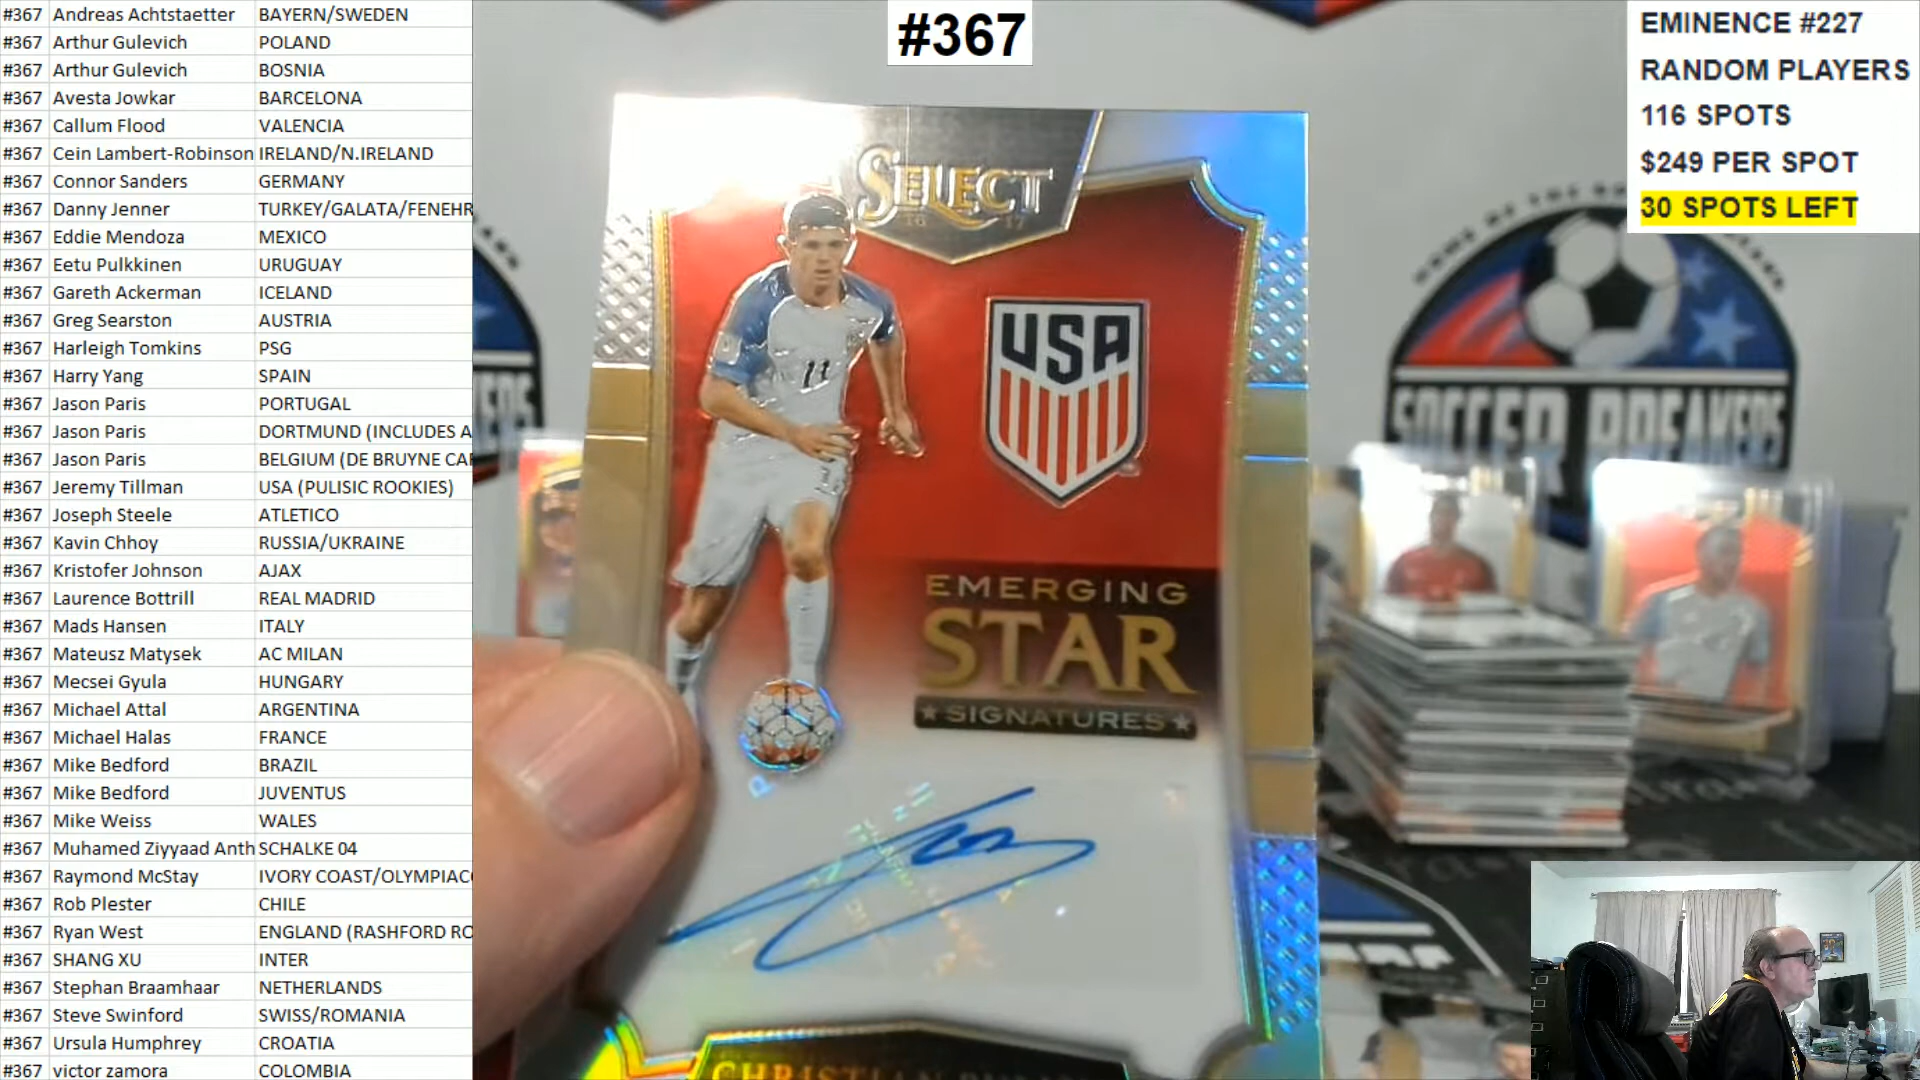 #367 Andreas Achtstaetter BAYERN/SWEDEN
#367 Arthur Gulevich POLAND
#367 Arthur Gulevich BOSNIA
#367 Avesta Jowkar BARCELONA
#367 Callum Flood VALENCIA
#367 Cein Lambert-Robinson IRELAND/N.IRELAND
#367 Connor Sanders GERMANY
#367 Danny Jenner TURKEY/GALATA/FENEHR
#367 Eddie Mendoza MEXICO
#367 Eetu Pulkkinen URUGUAY
#367 Gareth Ackerman ICELAND
#367 Greg Searston AUSTRIA
#367 Harleigh Tomkins PSG
#367 Harry Yang SPAIN
#367 Jason Paris PORTUGAL
#367 Jason Paris DORTMUND (INCLUDES A
#367 Jason Paris BELGIUM (DE BRUYNE CA
#367 Jeremy Tillman USA (PULISIC ROOKIES)
#367 Joseph Steele ATLETICO
#367 Kavin Chhoy RUSSIA/UKRAINE
#367 Kristofer Johnson AJAX
#367 Laurence Bottrill REAL MADRID
#367 Mads Hansen ITALY
#367 Mateusz Matysek AC MILAN
#367 Mecsei Gyula HUNGARY
#367 Michael Attal ARGENTINA
#367 Michael Halas FRANCE
#367 Mike Bedford BRAZIL
#367 Mike Bedford JUVENTUS
#367 Mike Weiss WALES
#367 Muhamed Ziyyaad Anth SCHALKE 04
#367 Raymond McStay IVORY COAST/OLYMPIAC
#367 Rob Plester CHILE
#367 Ryan West ENGLAND (RASHFORD RO
#367 SHANG XU INTER
#367 Stephan Braamhaar NETHERLANDS
#367 Steve Swinford SWISS/ROMANIA
#367 Ursula Humphrey CROATIA
#367 victor zamora COLOMBIA
#367
SELECT
16 17
11
USA
EMERGING
STAR
SIGNATURES
CHRISTIAN
EMINENCE #227
RANDOM PLAYERS
116 SPOTS
$249 PER SPOT
30 SPOTS LEFT
SOCCER BREAKERS